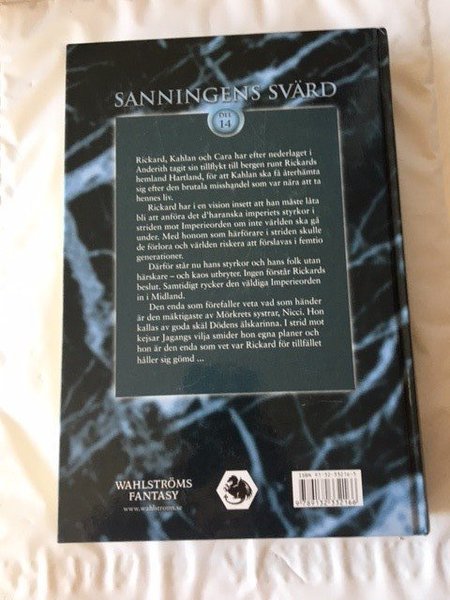 SANNINGENS SVÄRD
DEL
14
Rickard, Kahlan och Cara har efter nederlaget i
Anderith tagit sin tillflykt till bergen runt Rickards
hemland Hartland, för att Kahlan ska få återhämta
sig efter den brutala misshandel som var nära att ta
hennes liv.
Rickard har i en vision insett att han måste låta
bli att anföra det d'haranska imperiets styrkor i
striden mot Imperieorden om inte världen ska gå
under. Med honom som härförare i striden skulle
de förlora och världen riskera att förslavas i femtio
generationer.
Därför står nu hans styrkor och hans folk utan
härskare – och kaos utbryter. Ingen förstår Rickards
beslut. Samtidigt rycker den väldiga Imperieorden
in i Midland.
Den enda som förefaller veta vad som händer
är den mäktigaste av Mörkrets systrar, Nicci. Hon
kallas av goda skäl Dödens älskarinna. I strid mot
kejsar Jagangs vilja smider hon egna planer och
hon är den enda som vet var Rickard för tillfället
håller sig gömd ...
WAHLSTRÖMS
FANTASY
www.wahlstroms.se
ISBN 91-32-33216-5
9 789132 332166